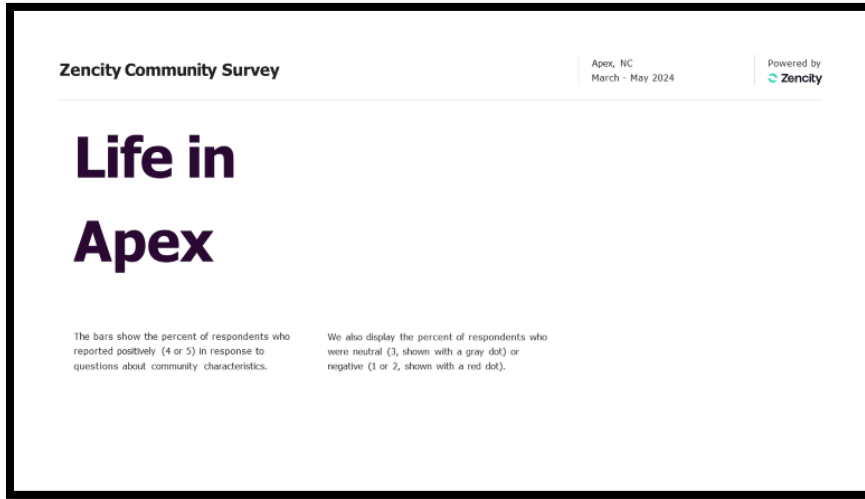 Zencity Community Survey
Apex, NC
March - May 2024
Powered by
Zencity
Life in
Apex
The bars show the percent of respondents who
reported positively (4 or 5) in response to
questions about community characteristics.
We also display the percent of respondents who
were neutral (3, shown with a gray dot) or
negative (1 or 2, shown with a red dot).